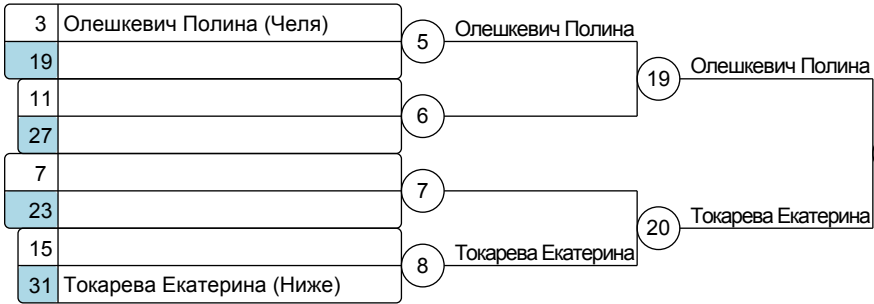 3 Олешкевич Полина (Челя)
19
11
27
7
23
15
31 Токарева Екатерина (Ниже)
5 Олешкевич Полина
6
7
8 Токарева Екатерина
19 Олешкевич Полина
20 Токарева Екатерина